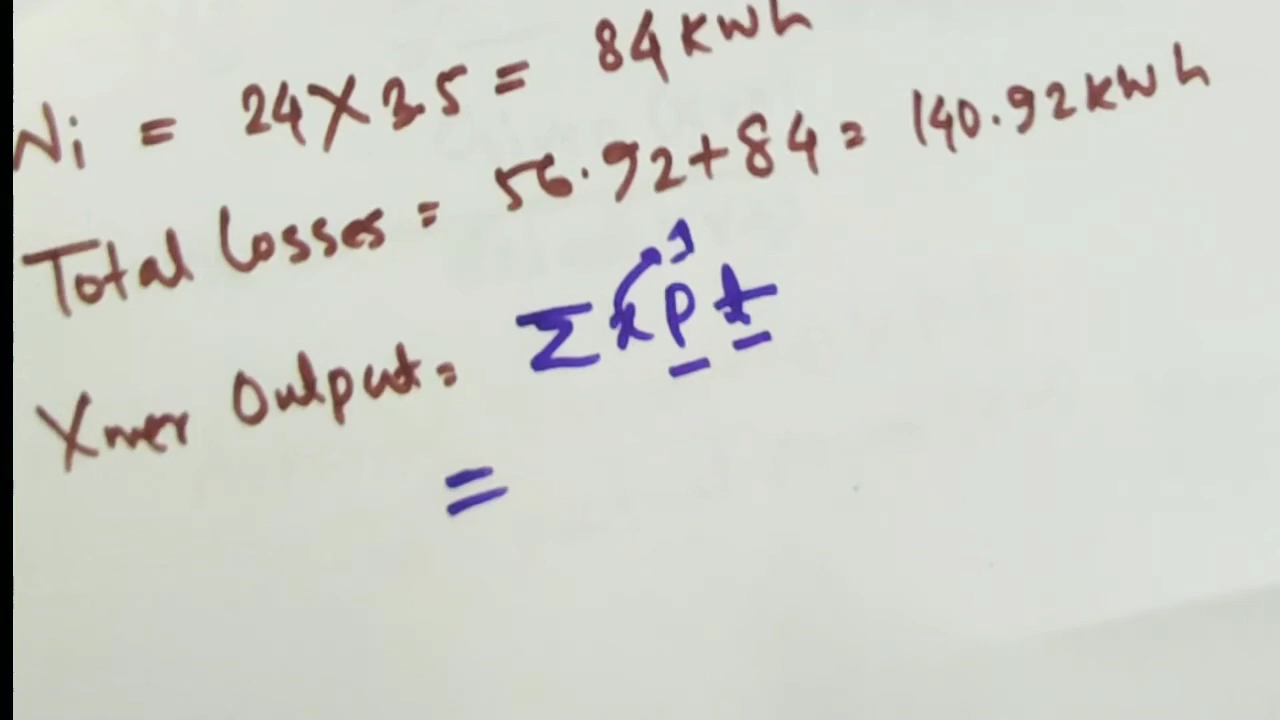 Wi = 24 X 3.5 = 84 kWh
Total Losses = 56.92 + 84 = 140.92 kWh
Xmer Output = Σ x P t
=